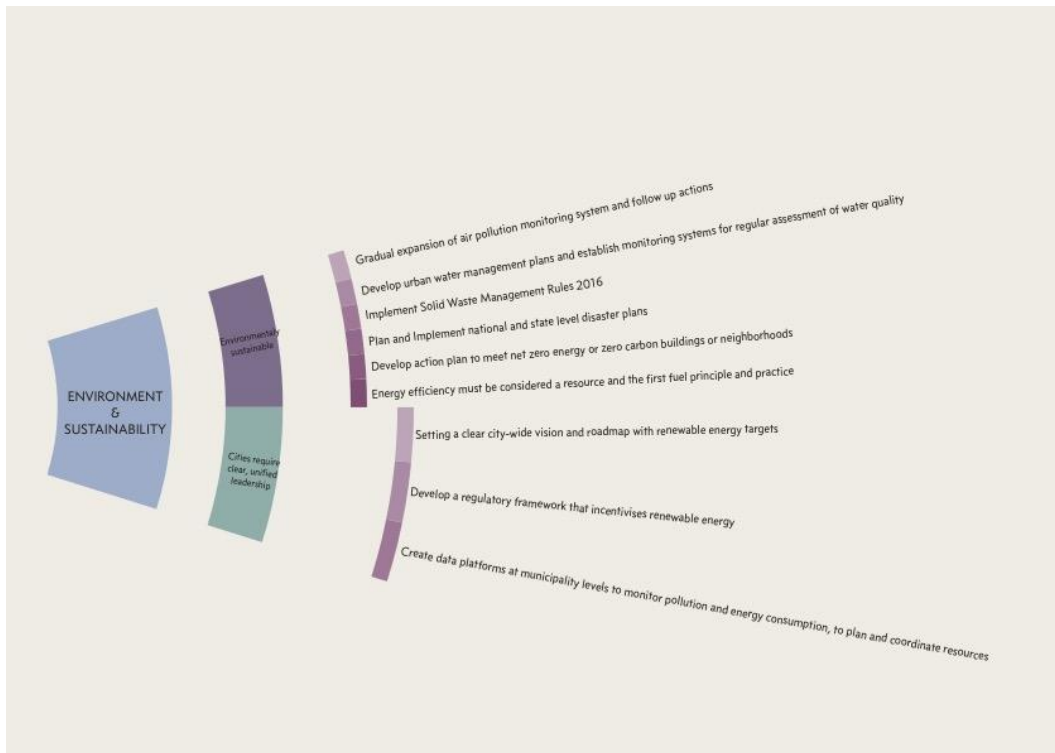 ENVIRONMENT
&
SUSTAINABILITY
Environmentally
sustainable
Gradual expansion of air pollution monitoring system and follow up actions
Develop urban water management plans and establish monitoring systems for regular assessment of water quality
Implement Solid Waste Management Rules 2016
Plan and Implement national and state level disaster plans
Develop action plan to meet net zero energy or zero carbon buildings or neighborhoods
Energy efficiency must be considered a resource and the first fuel principle and practice
Cities require
clear, unified
leadership
Setting a clear city-wide vision and roadmap with renewable energy targets
Develop a regulatory framework that incentivises renewable energy
Create data platforms at municipality levels to monitor pollution and energy consumption, to plan and coordinate resources